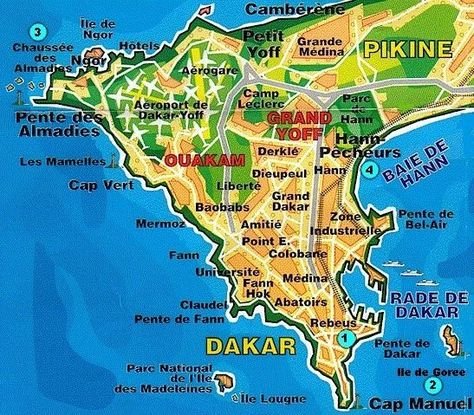 Cambérène
Île de
Ngor
3
Chaussée
des
Almadies
Ngor
Hôtels
Petit
Yoff
Grande
Médina
PIKINE
Aérogare
Pente des
Almadies
Aéroport de
Dakar-Yoff
Camp
Leclerc
GRAND
YOFF
Parc
de
Hann
Hann-
Pêcheurs
BAIE DE
HANN
Les Mamelles
OUAKAM
Derklé
Cap Vert
Dieupeul
Hann
4
Liberté
Baobabs
Grand
Dakar
Mermoz
Amitié
Zone
Industrielle
Pente de
Bel-Air
Point E.
Fann
Colobane
Université
Médina
Fann
Hok
Claudel
Abatoirs
RADE DE
DAKAR
Pente de Fann
Rebeus
DAKAR
1
Pente de
Dakar
Parc National
de l'Île
des Madeleines
Ile de Gorée
2
Île Lougne
Cap Manuel